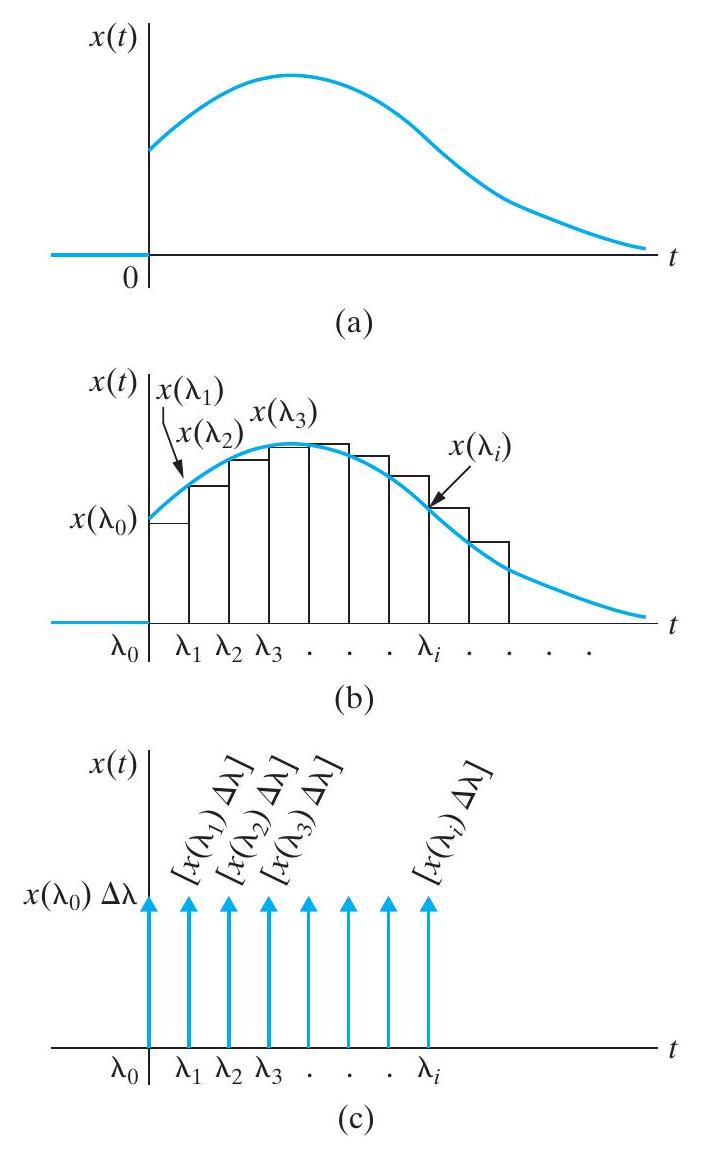 x(t)
t
0
(a)
x(t)
x(λ₁)
x(λ₂)
x(λ₃)
x(λᵢ)
x(λ₀)
t
λ₀ λ₁ λ₂ λ₃ . . . λᵢ . . . .
(b)
x(t)
[x(λ₁) Δλ]
[x(λ₂) Δλ]
[x(λ₃) Δλ]
[x(λᵢ) Δλ]
x(λ₀) Δλ
t
λ₀ λ₁ λ₂ λ₃ . . . λᵢ
(c)